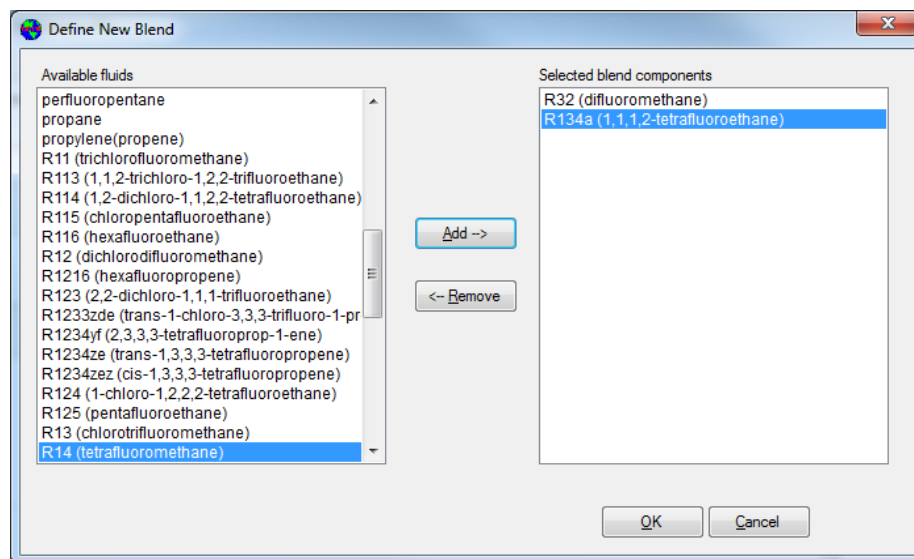 Define New Blend
Available fluids
perfluoropentane
propane
propylene(propene)
R11 (trichlorofluoromethane)
R113 (1,1,2-trichloro-1,2,2-trifluoroethane)
R114 (1,2-dichloro-1,1,2,2-tetrafluoroethane)
R115 (chloropentafluoroethane)
R116 (hexafluoroethane)
R12 (dichlorodifluoromethane)
R1216 (hexafluoropropene)
R123 (2,2-dichloro-1,1,1-trifluoroethane)
R1233zde (trans-1-chloro-3,3,3-trifluoro-1-pr
R1234yf (2,3,3,3-tetrafluoroprop-1-ene)
R1234ze (trans-1,3,3,3-tetrafluoropropene)
R1234zez (cis-1,3,3,3-tetrafluoropropene)
R124 (1-chloro-1,2,2,2-tetrafluoroethane)
R125 (pentafluoroethane)
R13 (chlorotrifluoromethane)
R14 (tetrafluoromethane)
Add -->
<-- Remove
Selected blend components
R32 (difluoromethane)
R134a (1,1,1,2-tetrafluoroethane)
OK
Cancel